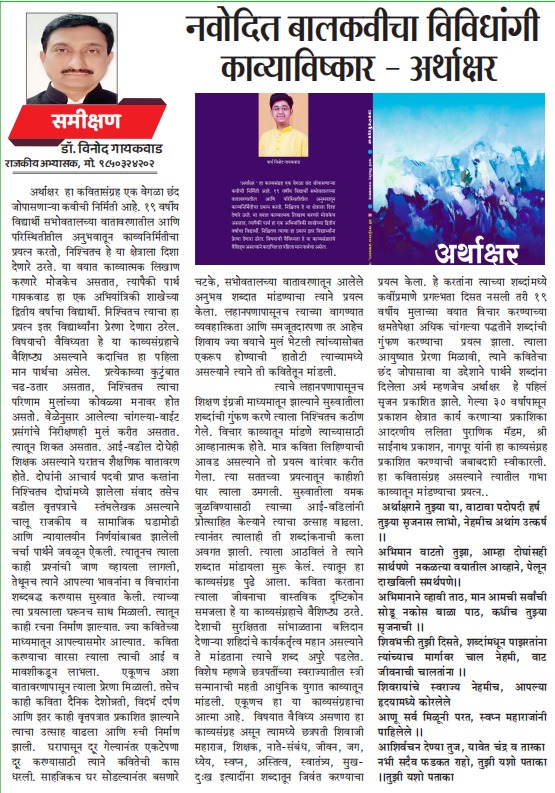 नवोदित बालकवीचा विविधांगी
काव्याविष्कार – अर्थाक्षर
समीक्षण
डॉ. विनोद गायकवाड
राजकीय अभ्यासक, मो. ९८५०३२४२०२
अर्थाक्षर हा कवितासंग्रह एक वेगळा छंद
जोपासणाऱ्या कवीची निर्मिती आहे. १९ वर्षीय
विद्यार्थी सभोवतालच्या वातावरणातील आणि
परिस्थितीतील अनुभवातून काव्यनिर्मितीचा
प्रयत्न करतो, निश्चितच हे या क्षेत्राला दिशा
देणारे ठरते. या वयात काव्यात्मक लिखाण
करणारे मोजकेच असतात, त्यापैकी पार्थ
गायकवाड हा एक अभियांत्रिकी शाखेच्या
द्वितीय वर्षाचा विद्यार्थी. निश्चितच त्याचा हा
प्रयत्न इतर विद्यार्थ्यांना प्रेरणा देणारा ठरेल.
विषयाची वैविध्यता हे या काव्यसंग्रहाचे
वैशिष्ट्य असल्याने कदाचित हा पहिला
मान पार्थचा असेल. प्रत्येकाच्या कुटुंबात
चढ-उतार असतात, निश्चितच त्याचा
परिणाम मुलांच्या कोवळ्या मनावर होत
असतो. वेळेनुसार आलेल्या चांगल्या-वाईट
प्रसंगांचे निरीक्षणही मुलं करीत असतात.
त्यातून शिकत असतात. आई-वडील दोघेही
शिक्षक असल्याने घरातच शैक्षणिक वातावरण
होते. दोघांनी आचार्य पदवी प्राप्त करतांना
निश्चितच दोघांमध्ये झालेला संवाद तसेच
वडील वृत्तपत्राचे स्तंभलेखक असल्याने
चालू राजकीय व सामाजिक घडामोडी
आणि न्यायालयीन निर्णयांबाबत झालेली
चर्चा पार्थने जवळून ऐकली. त्यातूनच त्याला
काही प्रश्नांची जाण व्हायला लागली,
तेथूनच त्याने आपल्या भावनांना व विचारांना
शब्दबद्ध करण्यास सुरुवात केली. त्याच्या
त्या प्रयत्नाला घरूनच साथ मिळाली. त्यातून
काही रचना निर्माण झाल्यात. ज्या कवितेच्या
माध्यमातून आपल्यासमोर आल्यात. कविता
करण्याचा वारसा त्याला त्याची आई व
मावशीकडून लाभला. एकूणच अशा
वातावरणापासून त्याला प्रेरणा मिळाली. तसेच
काही कविता दैनिक देशोन्नती, विदर्भ दर्पण
आणि इतर काही वृत्तपत्रात प्रकाशित झाल्याने
त्याचा उत्साह वाढला आणि रुची निर्माण
झाली. घरापासून दूर गेल्यानंतर एकटेपणा
दूर करण्यासाठी त्याने कवितेची कास
धरली. साहजिकच घर सोडल्यानंतर बसणारे
पार्थ विनोद गायकवाड
अर्थाक्षर
चटके, सभोवतालच्या वातावरणातून आलेले
अनुभव शब्दात मांडण्याचा त्याने प्रयत्न
केला. लहानपणापासूनच त्याच्या वागण्यात
व्यवहारिकता आणि समजूतदारपणा तर आहेच
शिवाय ज्या वयाचे मुलं भेटली त्यांच्यासोबत
एकरूप होण्याची हातोटी त्याच्यामध्ये
असल्याने त्याने ती कवितेतून मांडली.
त्याचे लहानपणापासूनच
शिक्षण इंग्रजी माध्यमातून झाल्याने सुरुवातीला
शब्दांची गुंफण करणे त्याला निश्चितच कठीण
गेले. विचार काव्यातून मांडणे त्याच्यासाठी
आव्हानात्मक होते. मात्र कविता लिहिण्याची
आवड असल्याने तो प्रयत्न वारंवार करीत
गेला. त्या सततच्या प्रयत्नातून काहीशी
धार त्याला उमगली. सुरुवातीला यमक
जुळविण्यासाठी त्याच्या आई-वडिलांनी
प्रोत्साहित केल्याने त्याचा उत्साह वाढला.
त्यानंतर त्यालाही ती शब्दांकनाची कला
अवगत झाली. त्याला आठविलं ते त्याने
शब्दात मांडायला सुरू केलं. त्यातून हा
काव्यसंग्रह पुढे आला. कविता करताना
त्याला जीवनाचा वास्तविक दृष्टिकोन
समजला हे या काव्यसंग्रहाचे वैशिष्ट्य ठरते.
देशाची सुरक्षितता सांभाळताना बलिदान
देणाऱ्या शहिदांचे कार्यकर्तृत्व महान असल्याने
ते मांडताना त्याचे शब्द अपुरे पडलेत.
विशेष म्हणजे छत्रपतींच्या स्वराज्यातील स्त्री
सन्मानाची महती आधुनिक युगात काव्यातून
मांडली. एकूणच हा या काव्यसंग्रहाचा
आत्मा आहे. विषयात वैविध्य असणारा हा
काव्यसंग्रह असून त्यामध्ये छत्रपती शिवाजी
महाराज, शिक्षक, नाते-संबंध, जीवन, जग,
ध्येय, स्वप्न, अस्तित्व, स्वातंत्र्य, सुख-
दुःख इत्यादींना शब्दातून जिवंत करण्याचा
प्रयत्न केला. हे करतांना त्याच्या शब्दांमध्ये
कवीप्रमाणे प्रगल्भता दिसत नसली तरी १९
वर्षीय मुलाच्या वयात विचार करण्याच्या
क्षमतेपेक्षा अधिक चांगल्या पद्धतीने शब्दांची
गुंफण करण्याचा प्रयत्न झाला. त्याला
आयुष्यात प्रेरणा मिळावी, त्याने कवितेचा
छंद जोपासावा या उद्देशाने पार्थने शब्दांना
दिलेला अर्थ म्हणजेच अर्थाक्षर हे पहिलं
सृजन प्रकाशित झाले. गेल्या ३० वर्षांपासून
प्रकाशन क्षेत्रात कार्य करणाऱ्या प्रकाशिका
आदरणीय ललिता पुराणिक मॅडम, श्री
साईनाथ प्रकाशन, नागपूर यांनी हा काव्यसंग्रह
प्रकाशित करण्याची जबाबदारी स्वीकारली.
हा कवितासंग्रह असल्याने त्यातील गाभा
काव्यातून मांडण्याचा प्रयत्न..
अर्थाक्षराने तुझ्या या, वाटावा पदोपदी हर्ष
तुझ्या सृजनास लाभो, नेहमीच अथांग उत्कर्ष
॥
अभिमान वाटतो तुझा, आम्हा दोघांसही
सार्थपणे नकळत्या वयातील आव्हाने, पेलून
दाखविली समर्थपणे॥
अभिमानाने व्हावी ताठ, मान आमची सर्वांची
सोडू नकोस बाळा पाठ, कधीच तुझ्या
सृजनाची ॥
शिवभक्ती तुझी दिसते, शब्दांमधून पाझरतांना
त्यांच्याच मार्गावर चाल नेहमी, वाट
जीवनाची चालतांना ॥
शिवरायांचे स्वराज्य नेहमीच, आपल्या
हृदयामध्ये कोरलेले
आणू सर्व मिळूनी परत, स्वप्न महाराजांनी
पाहिलेले ॥
आशिर्वचन देण्या तुज, यावेत चंद्र व तारका
नभी सदैव फडकत राहो, तुझी यशो पताका
॥तुझी यशो पताका